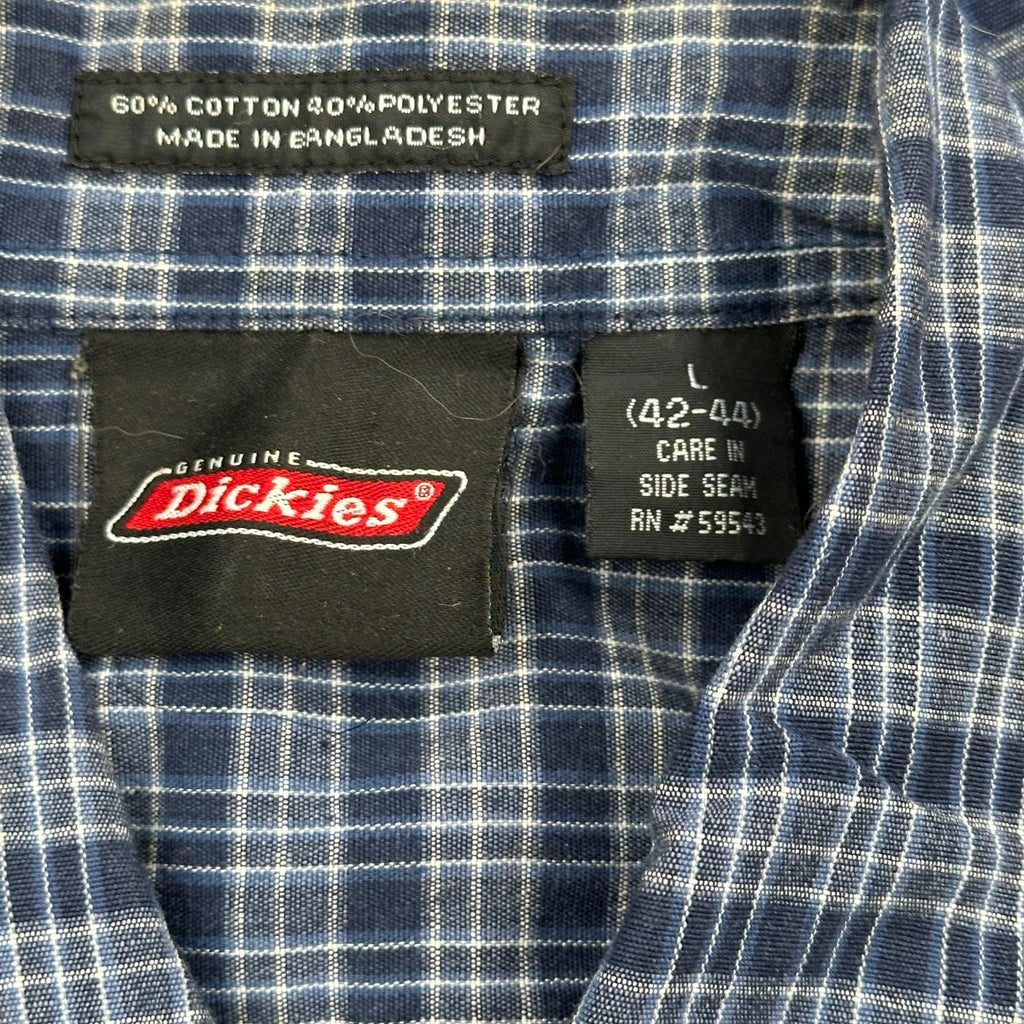 60% COTTON 40% POLYESTER
MADE IN BANGLADESH
GENUINE
Dickies®
L
(42-44)
CARE IN
SIDE SEAM
RN # 59543